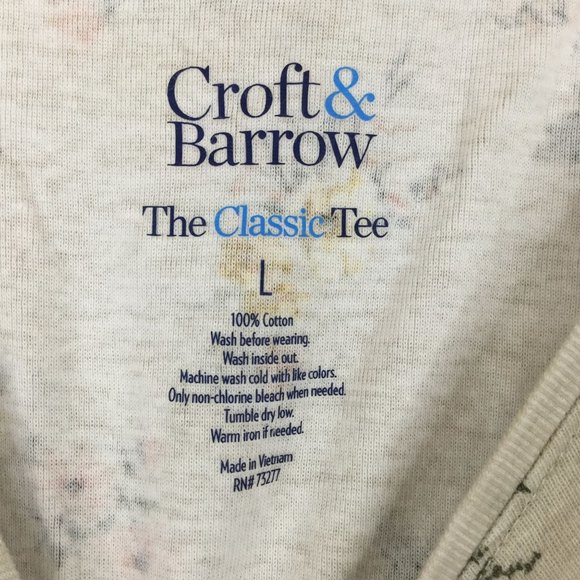 Croft&
Barrow
The Classic Tee
L
100% Cotton
Wash before wearing.
Wash inside out.
Machine wash cold with like colors.
Only non-chlorine bleach when needed.
Tumble dry low.
Warm iron if needed.
Made in Vietnam
RN# 73277